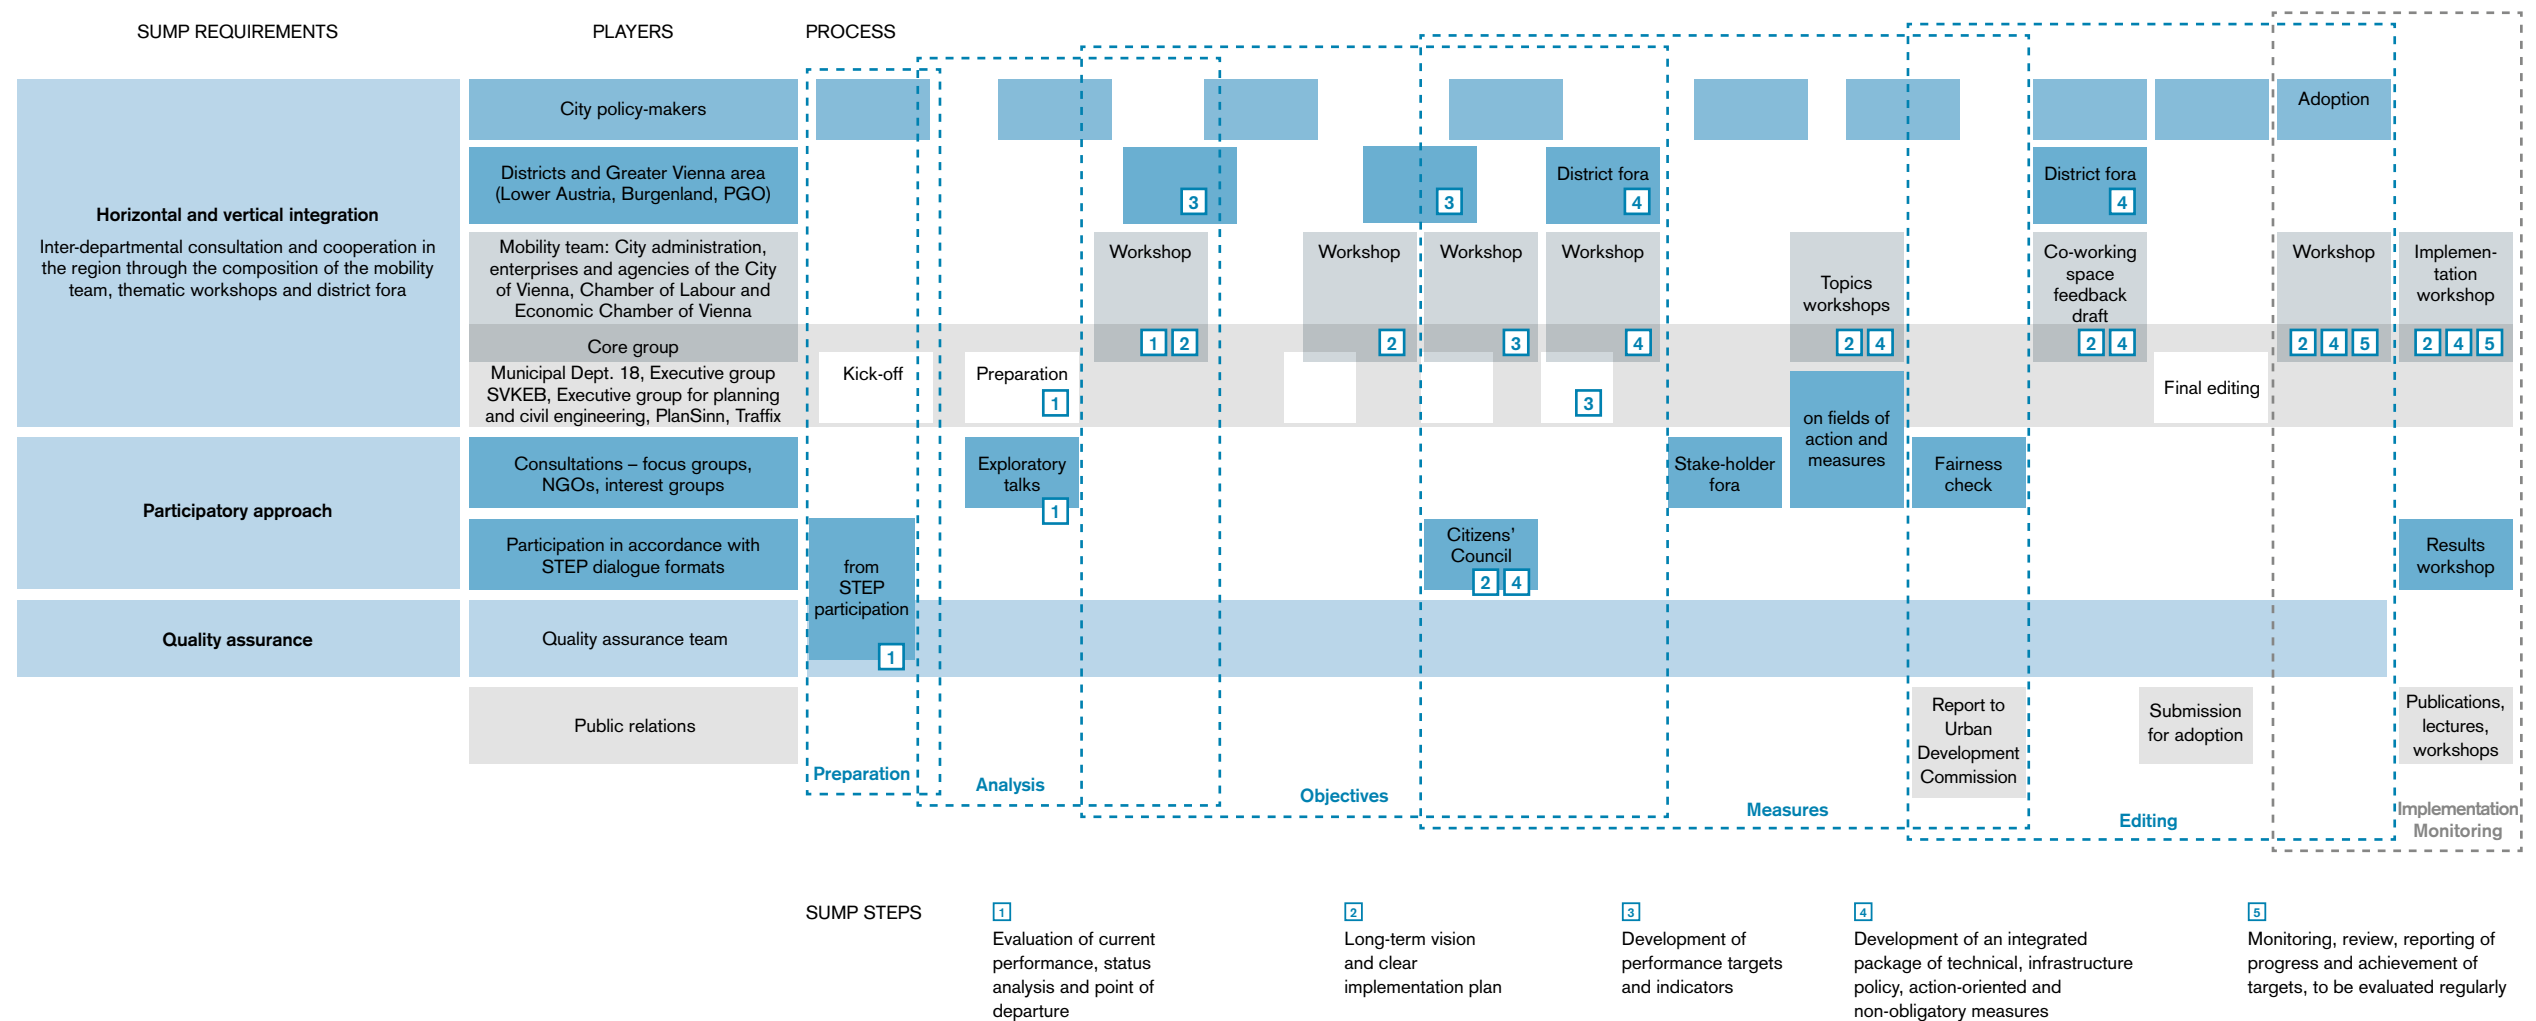 SUMP REQUIREMENTS
PLAYERS
PROCESS
Horizontal and vertical integration
Inter-departmental consultation and cooperation in
the region through the composition of the mobility
team, thematic workshops and district fora
City policy-makers
Adoption
Districts and Greater Vienna area
(Lower Austria, Burgenland, PGO)
3
3
District fora
4
District fora
4
Mobility team: City administration,
enterprises and agencies of the City
of Vienna, Chamber of Labour and
Economic Chamber of Vienna
Workshop
1 2
Workshop
2
Workshop
3
Workshop
4
Topics
workshops
2 4
Co-working
space
feedback
draft
2 4
Workshop
2 4 5
Implemen-
tation
workshop
2 4 5
Core group
Municipal Dept. 18, Executive group
SVKEB, Executive group for planning
and civil engineering, PlanSinn, Traffix
Kick-off
Preparation
1
3
on fields of
action and
measures
Final editing
Participatory approach
Consultations – focus groups,
NGOs, interest groups
Exploratory
talks
1
Stake-holder
fora
Fairness
check
Participation in accordance with
STEP dialogue formats
from
STEP
participation
1
Citizens’
Council
2 4
Results
workshop
Quality assurance
Quality assurance team
Public relations
Report to
Urban
Development
Commission
Submission
for adoption
Publications,
lectures,
workshops
Preparation
Analysis
Objectives
Measures
Editing
Implementation
Monitoring
SUMP STEPS
1
Evaluation of current
performance, status
analysis and point of
departure
2
Long-term vision
and clear
implementation plan
3
Development of
performance targets
and indicators
4
Development of an integrated
package of technical, infrastructure
policy, action-oriented and
non-obligatory measures
5
Monitoring, review, reporting of
progress and achievement of
targets, to be evaluated regularly